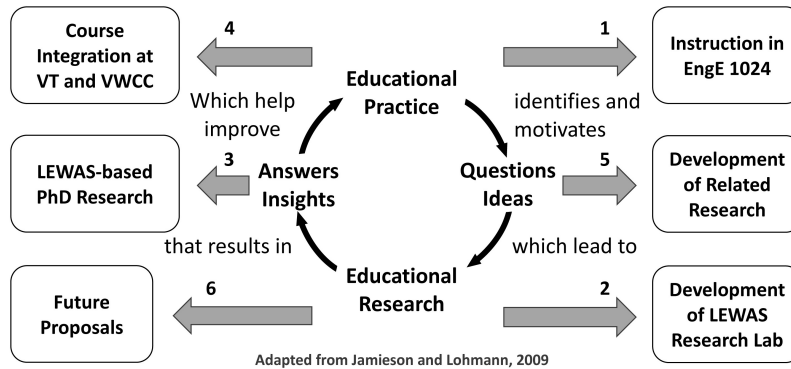 Course
Integration at
VT and VWCC
4
1
Instruction in
EngE 1024
Educational
Practice
Which help
improve
identifies and
motivates
LEWAS-based
PhD Research
3
Answers
Insights
Questions
Ideas
5
Development
of Related
Research
that results in
which lead to
Future
Proposals
6
Educational
Research
2
Development
of LEWAS
Research Lab
Adapted from Jamieson and Lohmann, 2009